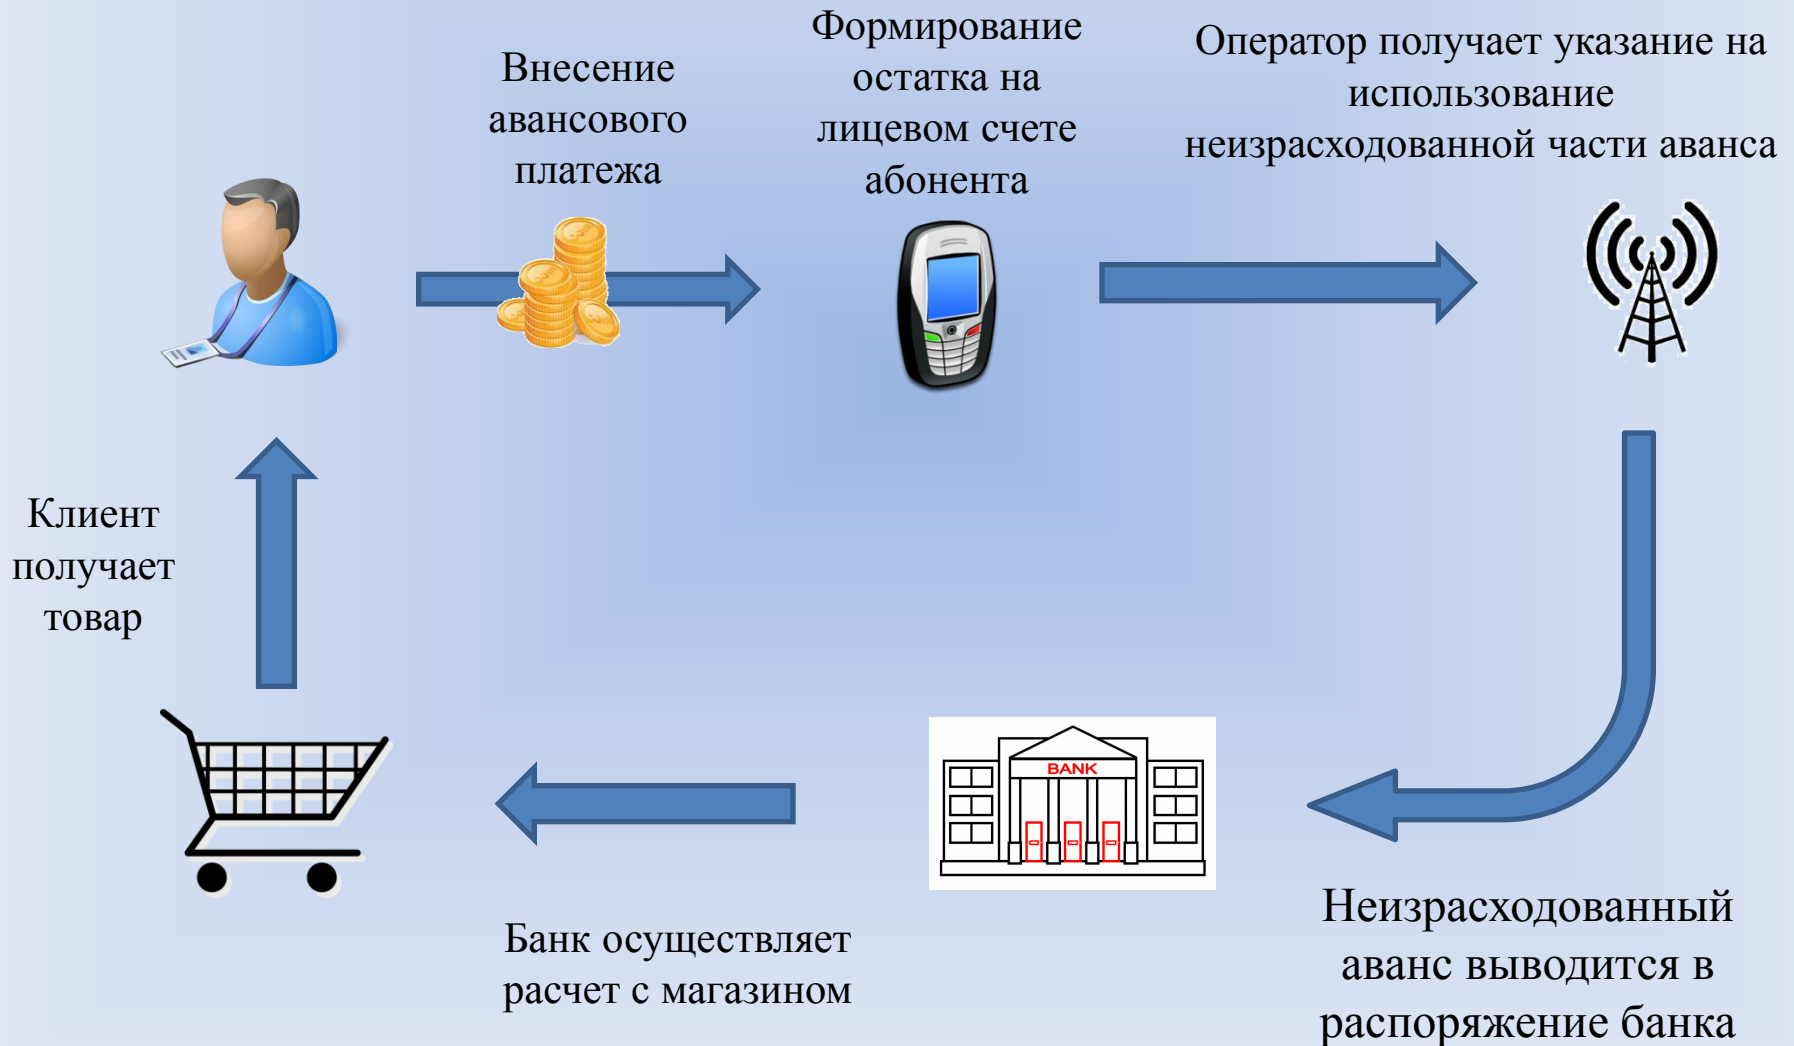 Внесение
авансового
платежа
Формирование
остатка на
лицевом счете
абонента
Оператор получает указание на
использование
неизрасходованной части аванса
Клиент
получает
товар
BANK
Банк осуществляет
расчет с магазином
Неизрасходованный
аванс выводится в
распоряжение банка